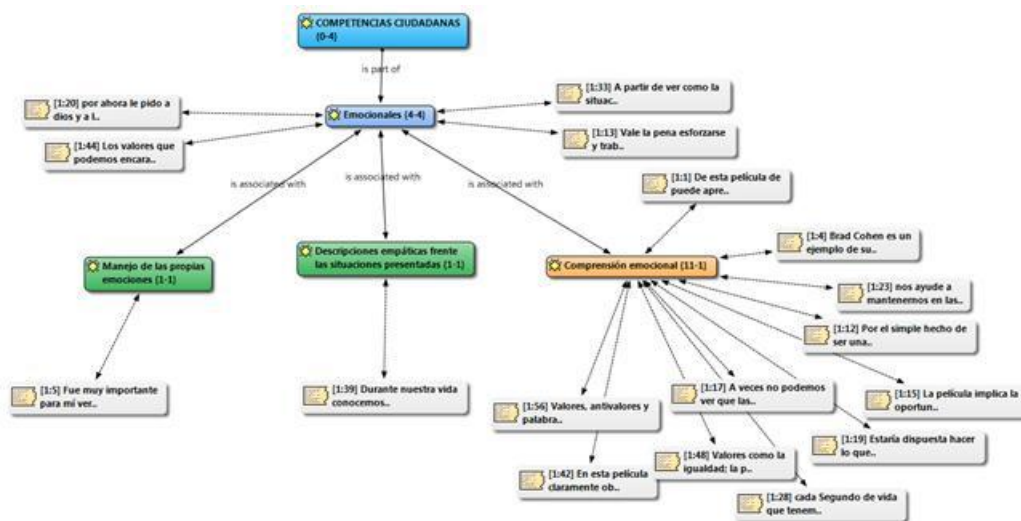 COMPETENCIAS CIUDADANAS
{0-4}
is part of
[1:20] por ahora le pido a
dios y a l..
Emocionales {4-4}
[1:33] A partir de ver como la
situac..
[1:44] Los valores que
podemos encara..
[1:13] Vale la pena esforzarse
y trab..
is associated with
is associated with
is associated with
[1:1] De esta película de
puede apre..
[1:4] Brad Cohen es un
ejemplo de su..
Manejo de las propias
emociones {1-1}
Descripciones empáticas frente
las situaciones presentadas {1-1}
Comprensión emocional {11-1}
[1:23] nos ayude a
mantenernos en las..
[1:12] Por el simple hecho de
ser una..
[1:5] Fue muy importante
para mí ver..
[1:39] Durante nuestra vida
conocemos..
[1:17] A veces no podemos
ver que las..
[1:15] La película implica la
oportun..
[1:56] Valores, antivalores y
palabra..
[1:19] Estaría dispuesta hacer
lo que..
[1:48] Valores como la
igualdad; la p..
[1:42] En esta película
claramente ob..
[1:28] cada Segundo de vida
que tenem..